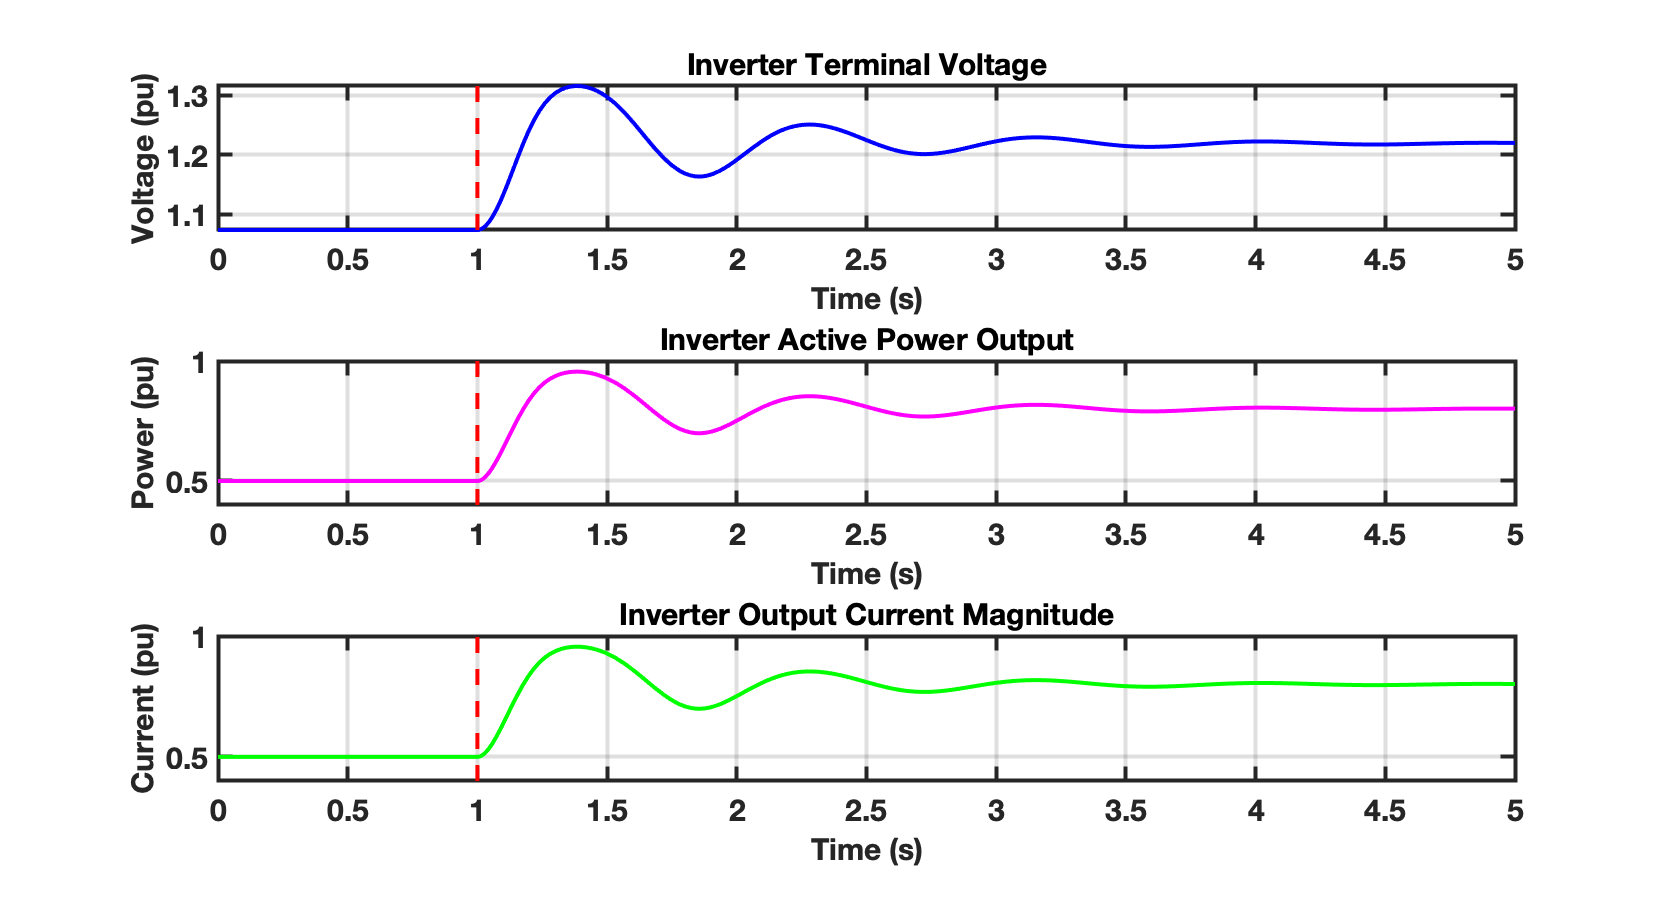 Inverter Terminal Voltage
Voltage (pu)
1.3
1.2
1.1
0 0.5 1 1.5 2 2.5 3 3.5 4 4.5 5
Time (s)
Inverter Active Power Output
Power (pu)
1
0.5
0 0.5 1 1.5 2 2.5 3 3.5 4 4.5 5
Time (s)
Inverter Output Current Magnitude
Current (pu)
1
0.5
0 0.5 1 1.5 2 2.5 3 3.5 4 4.5 5
Time (s)